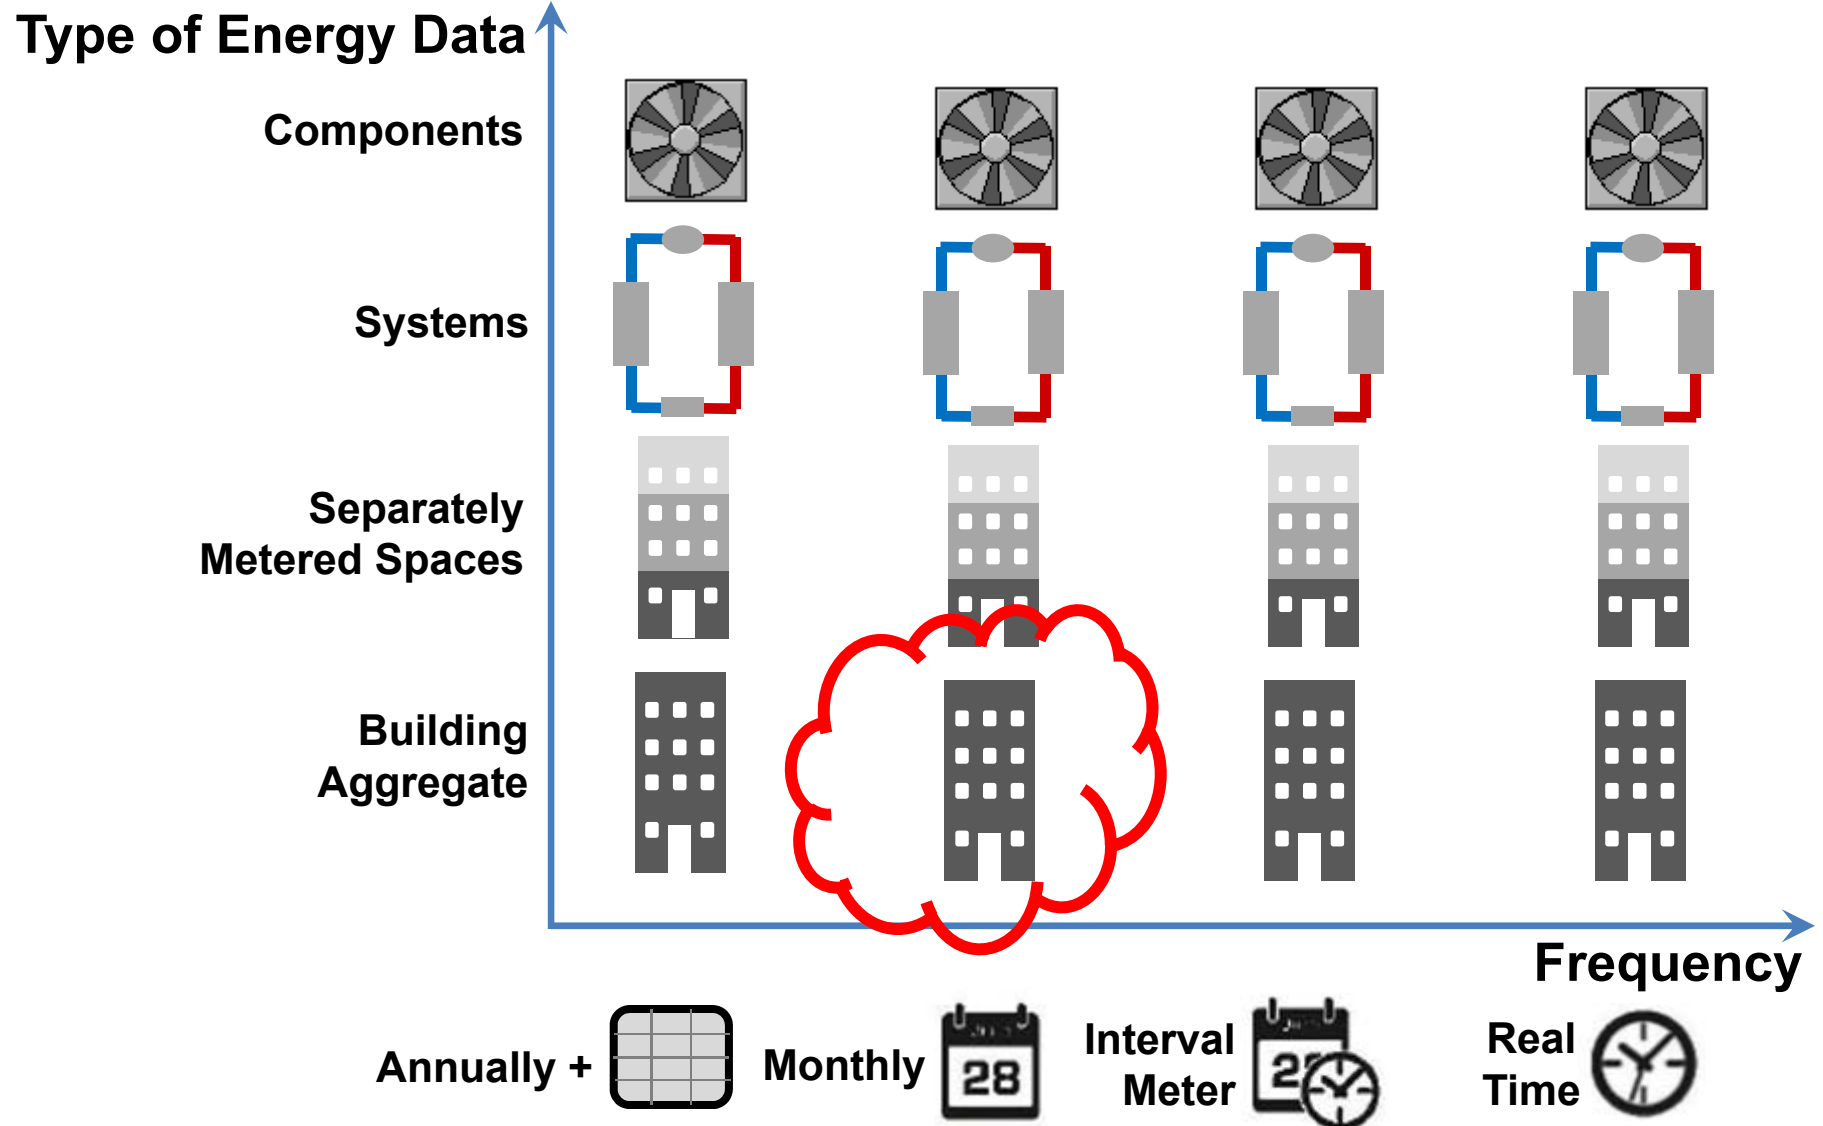 Type of Energy Data
Components
Systems
Separately
Metered Spaces
Building
Aggregate
Frequency
Annually +
Monthly
28
Interval
Meter
Real
Time